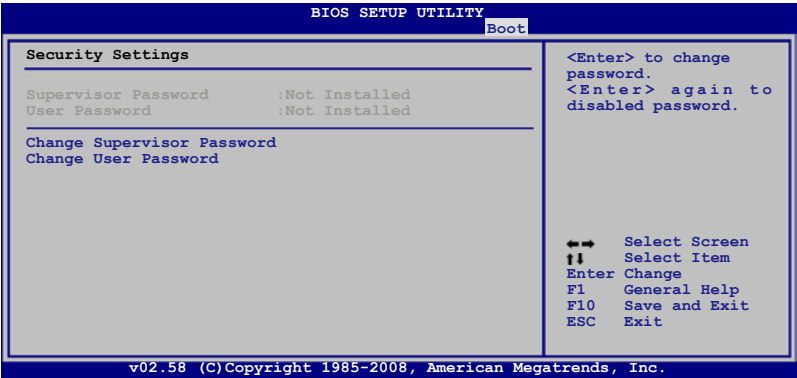 BIOS SETUP UTILITY
Boot
Security Settings
Supervisor Password :Not Installed
User Password :Not Installed
Change Supervisor Password
Change User Password
<Enter> to change
password.
<Enter> again to
disabled password.
Select Screen
Select Item
Enter Change
F1 General Help
F10 Save and Exit
ESC Exit
v02.58 (C)Copyright 1985-2008, American Megatrends, Inc.